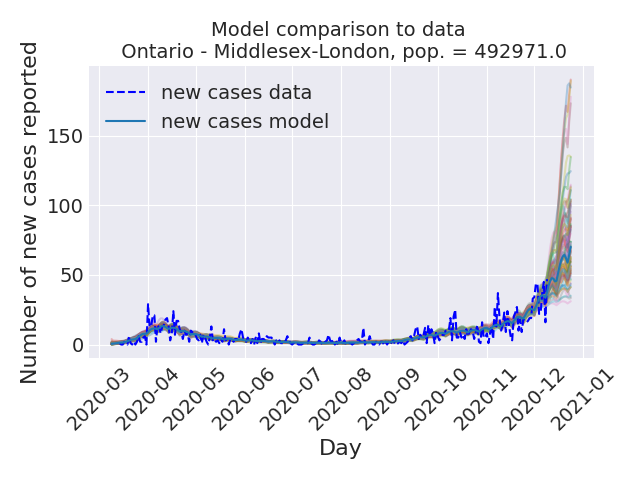 Model comparison to data
Ontario - Middlesex-London, pop. = 492971.0
Number of new cases reported
new cases data
new cases model
150
100
50
0
2020-03
2020-04
2020-05
2020-06
2020-07
2020-08
2020-09
2020-10
2020-11
2020-12
2021-01
Day